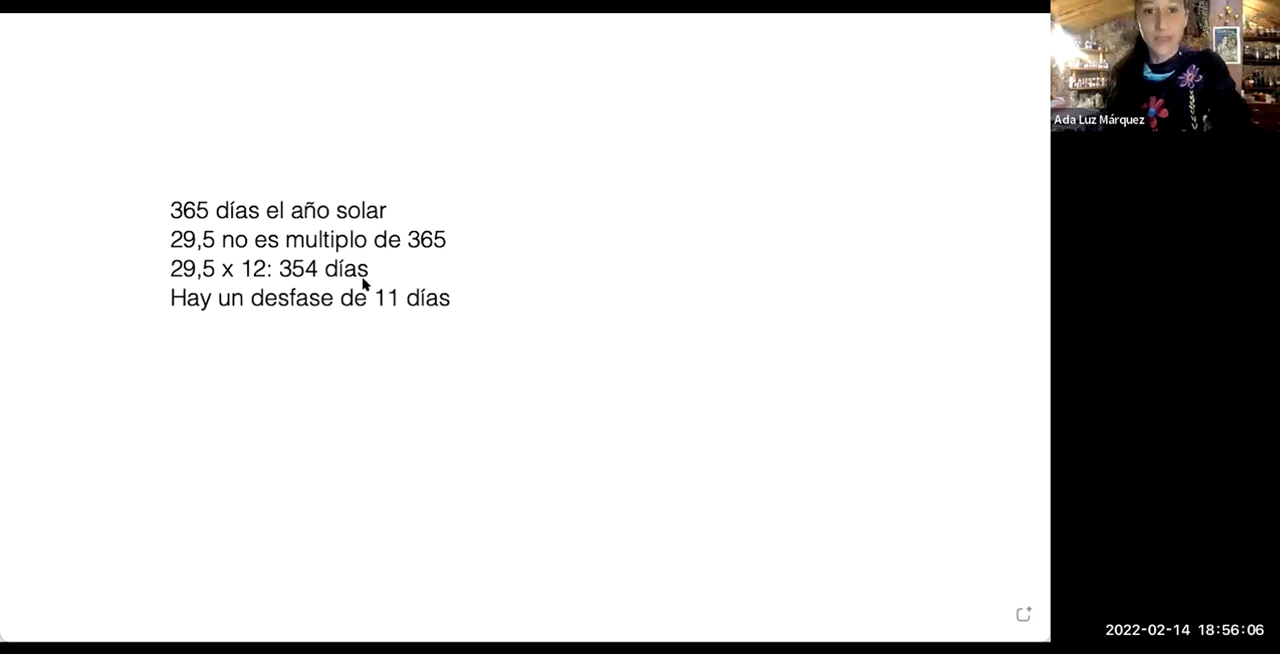 365 días el año solar
29,5 no es multiplo de 365
29,5 x 12: 354 días
Hay un desfase de 11 días
Ada Luz Márquez
2022-02-14 18:56:06